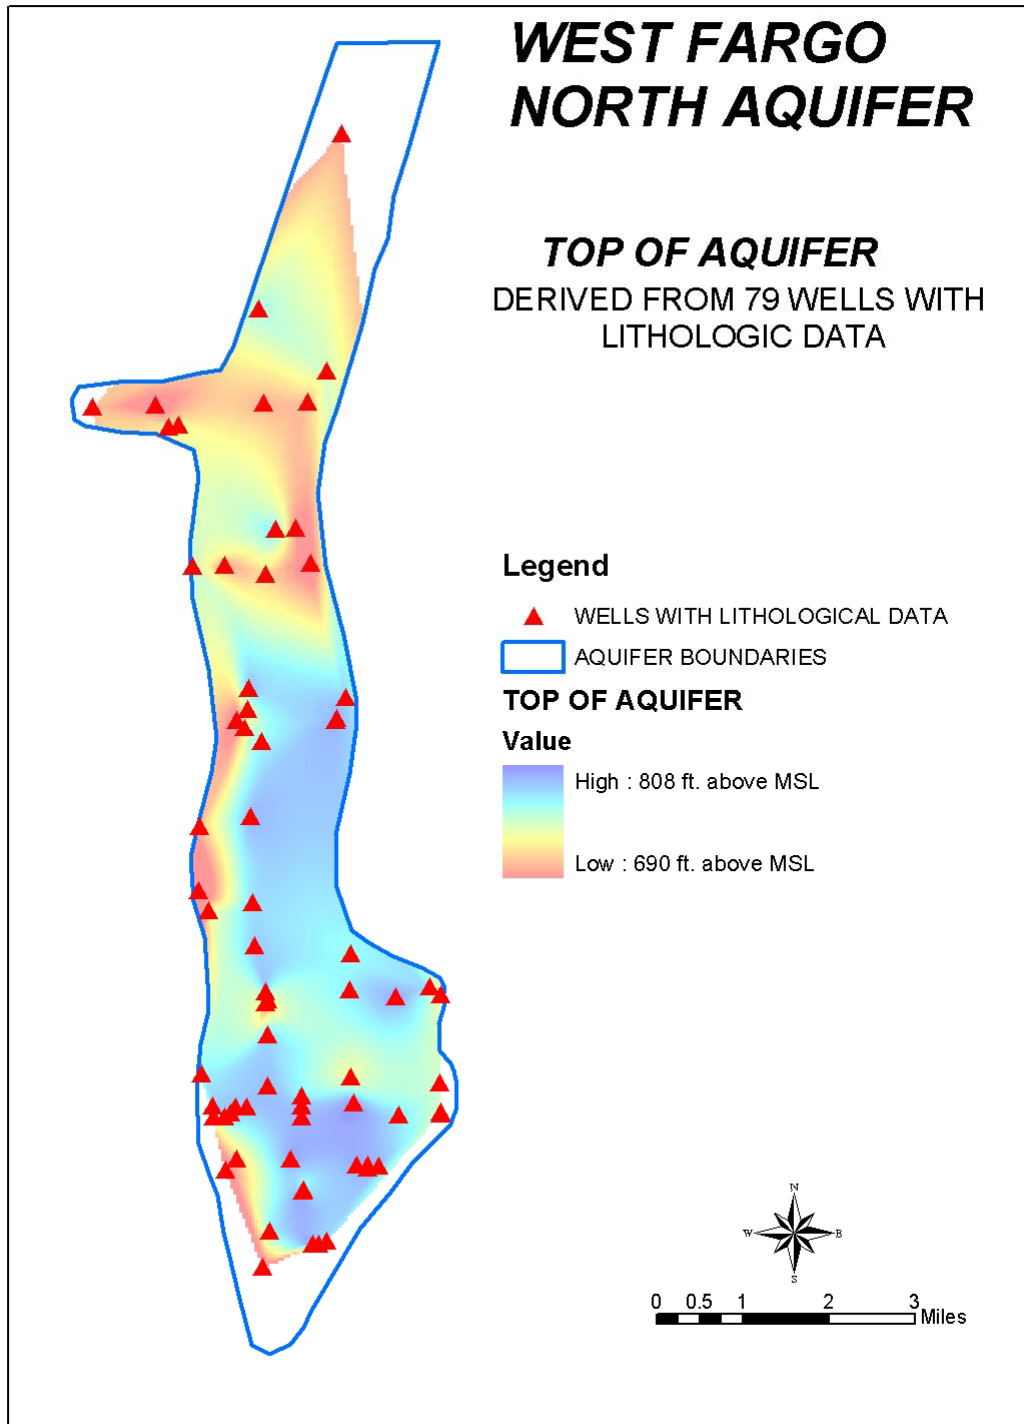 WEST FARGO
NORTH AQUIFER
TOP OF AQUIFER
DERIVED FROM 79 WELLS WITH
LITHOLOGIC DATA
Legend
WELLS WITH LITHOLOGICAL DATA
AQUIFER BOUNDARIES
TOP OF AQUIFER
Value
High : 808 ft. above MSL
Low : 690 ft. above MSL
N
W E
S
0 0.5 1 2 3
Miles